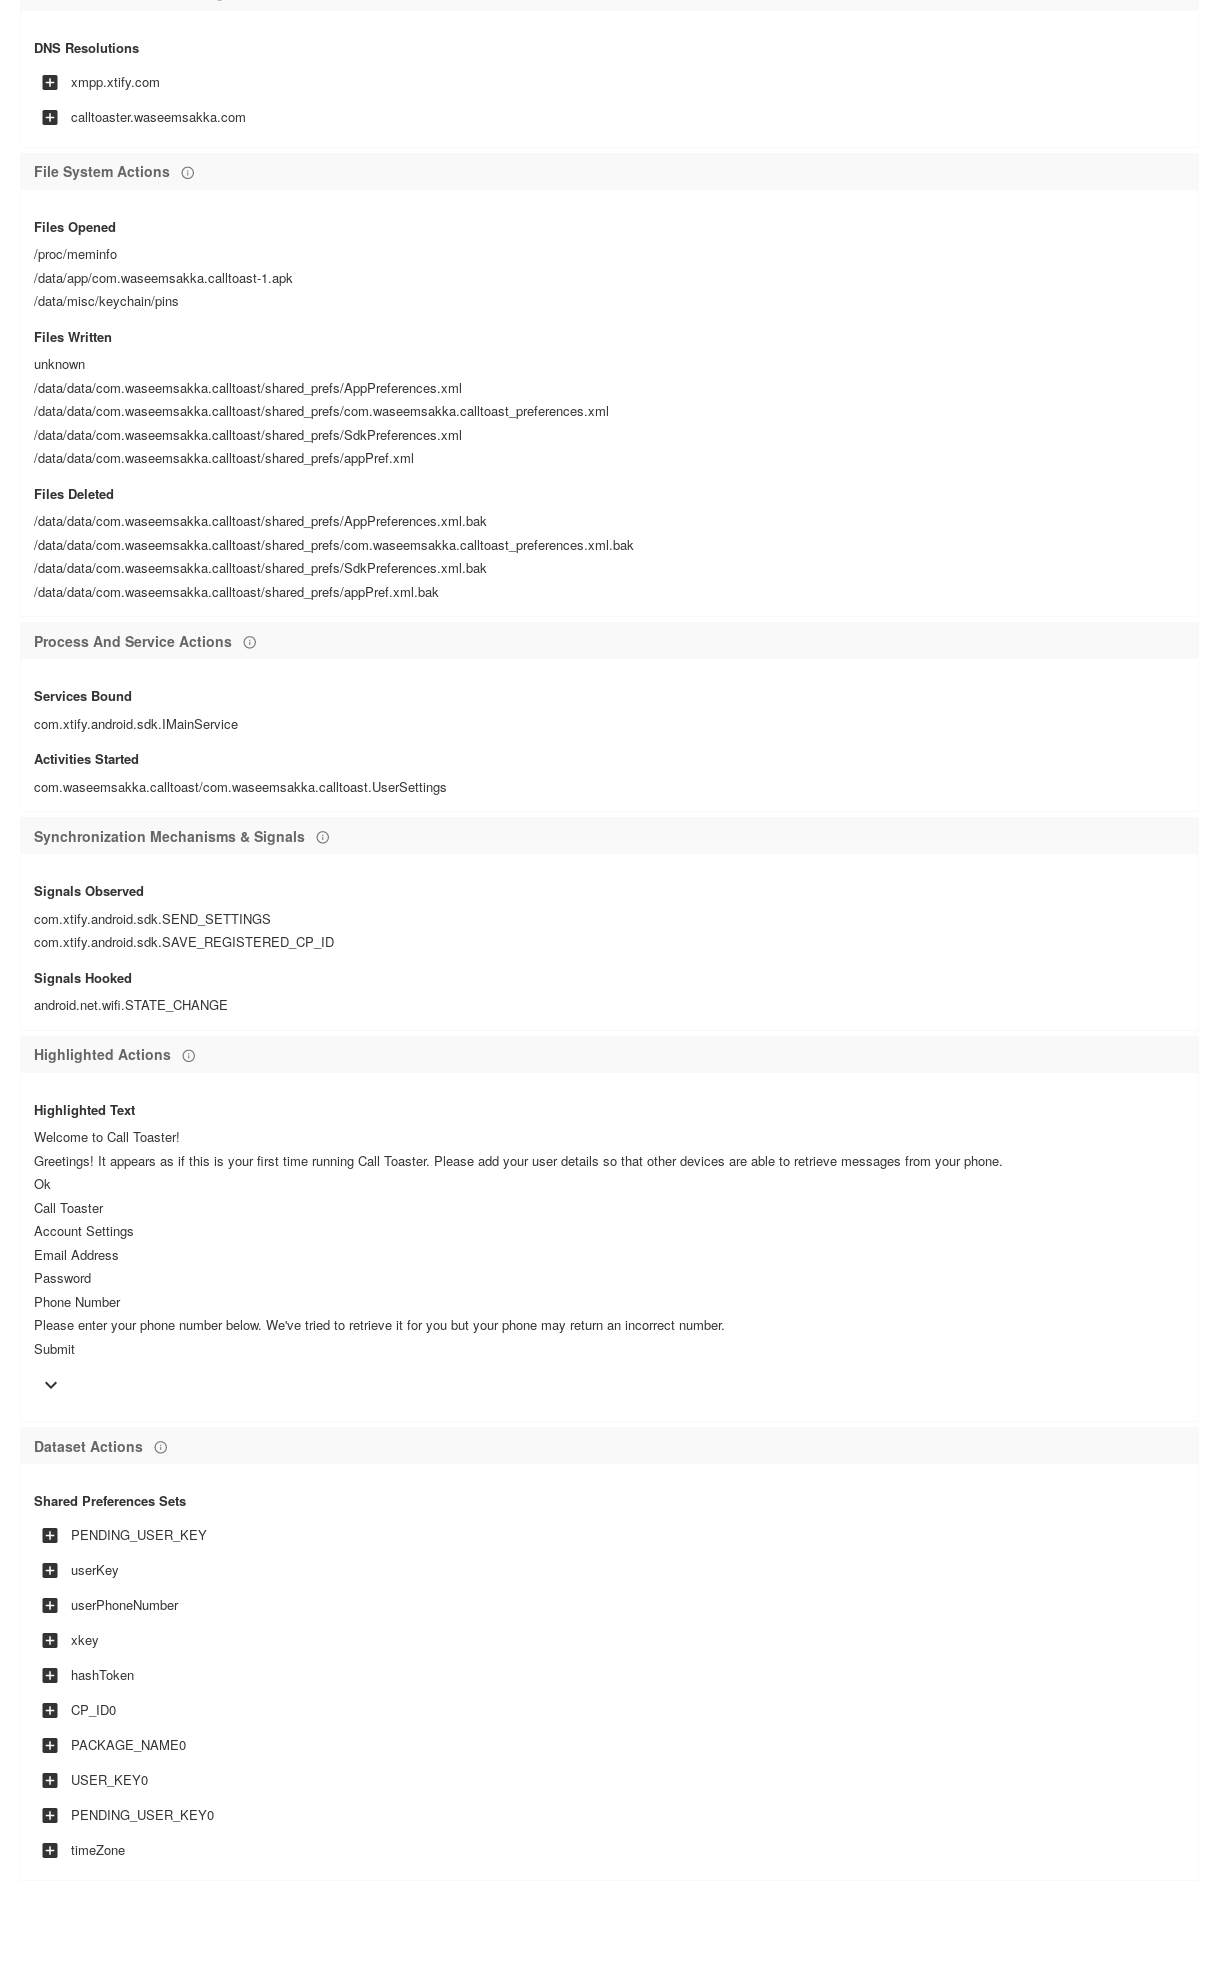 DNS Resolutions
xmpp.xtify.com
calltoaster.waseemsakka.com
File System Actions
Files Opened
/proc/meminfo
/data/app/com.waseemsakka.calltoast-1.apk
/data/misc/keychain/pins
Files Written
unknown
/data/data/com.waseemsakka.calltoast/shared_prefs/AppPreferences.xml
/data/data/com.waseemsakka.calltoast/shared_prefs/com.waseemsakka.calltoast_preferences.xml
/data/data/com.waseemsakka.calltoast/shared_prefs/SdkPreferences.xml
/data/data/com.waseemsakka.calltoast/shared_prefs/appPref.xml
Files Deleted
/data/data/com.waseemsakka.calltoast/shared_prefs/AppPreferences.xml.bak
/data/data/com.waseemsakka.calltoast/shared_prefs/com.waseemsakka.calltoast_preferences.xml.bak
/data/data/com.waseemsakka.calltoast/shared_prefs/SdkPreferences.xml.bak
/data/data/com.waseemsakka.calltoast/shared_prefs/appPref.xml.bak
Process And Service Actions
Services Bound
com.xtify.android.sdk.IMainService
Activities Started
com.waseemsakka.calltoast/com.waseemsakka.calltoast.UserSettings
Synchronization Mechanisms & Signals
Signals Observed
com.xtify.android.sdk.SEND_SETTINGS
com.xtify.android.sdk.SAVE_REGISTERED_CP_ID
Signals Hooked
android.net.wifi.STATE_CHANGE
Highlighted Actions
Highlighted Text
Welcome to Call Toaster!
Greetings! It appears as if this is your first time running Call Toaster. Please add your user details so that other devices are able to retrieve messages from your phone.
Ok
Call Toaster
Account Settings
Email Address
Password
Phone Number
Please enter your phone number below. We've tried to retrieve it for you but your phone may return an incorrect number.
Submit
Dataset Actions
Shared Preferences Sets
PENDING_USER_KEY
userKey
userPhoneNumber
xkey
hashToken
CP_ID0
PACKAGE_NAME0
USER_KEY0
PENDING_USER_KEY0
timeZone